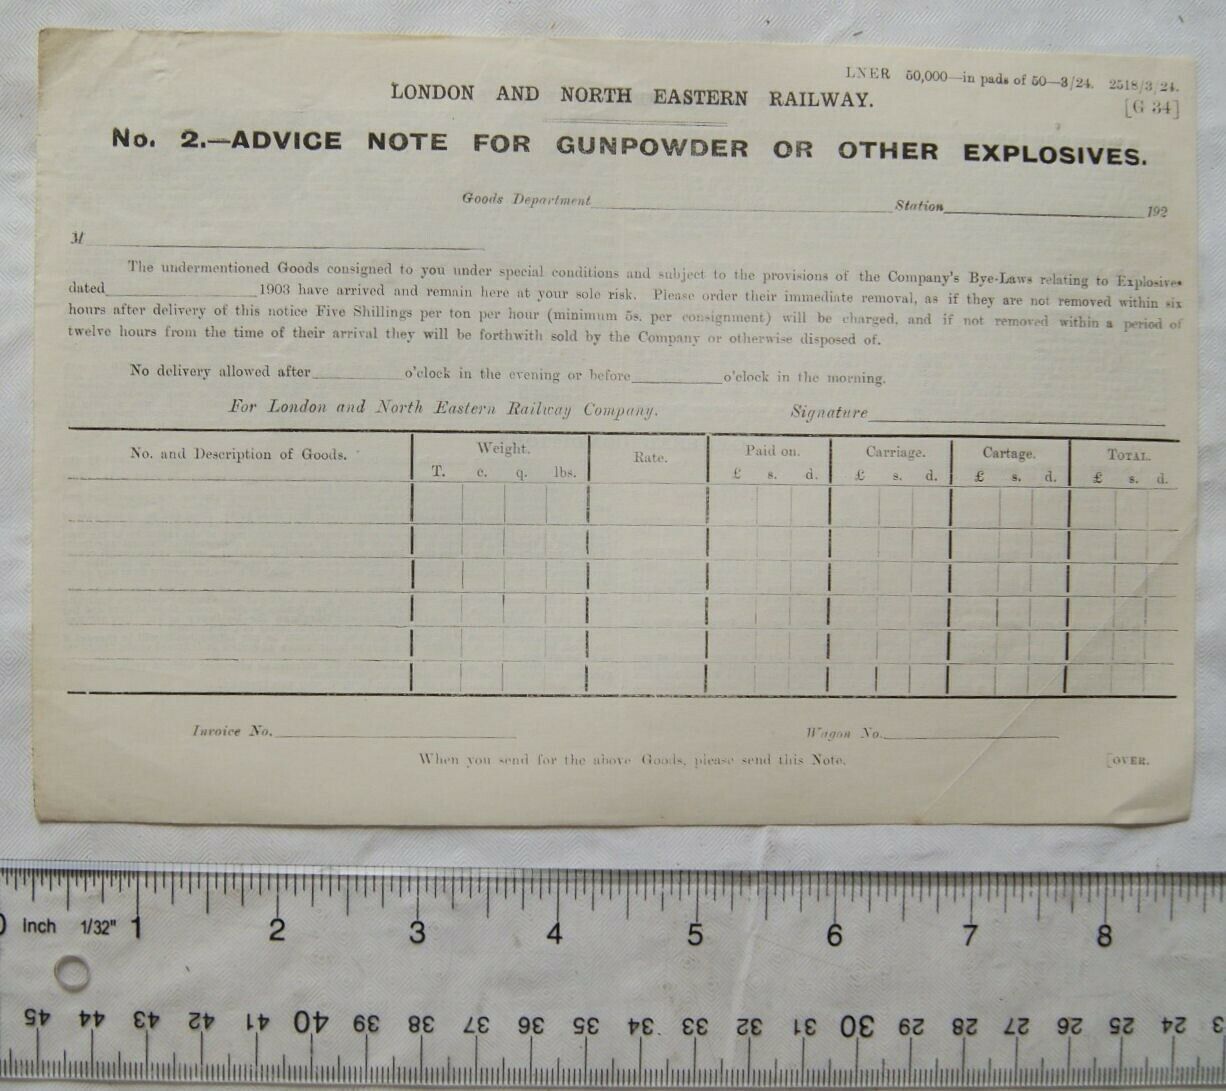 LNER 50,000—in pads of 50—3/24. 2518/3/24.
LONDON AND NORTH EASTERN RAILWAY.
[G 34]
No. 2.—ADVICE NOTE FOR GUNPOWDER OR OTHER EXPLOSIVES.
Goods Department Station 192
M
The undermentioned Goods consigned to you under special conditions and subject to the provisions of the Company's Bye-Laws relating to Explosives
dated 1903 have arrived and remain here at your sole risk. Please order their immediate removal, as if they are not removed within six
hours after delivery of this notice Five Shillings per ton per hour (minimum 5s. per consignment) will be charged, and if not removed within a period of
twelve hours from the time of their arrival they will be forthwith sold by the Company or otherwise disposed of.
No delivery allowed after o'clock in the evening or before o'clock in the morning.
For London and North Eastern Railway Company. Signature
No. and Description of Goods. Weight. Rate. Paid on. Carriage. Cartage. TOTAL.
T. c. q. lbs. £ s. d. £ s. d. £ s. d. £ s. d.
Invoice No. Wagon No.
When you send for the above Goods, please send this Note. [OVER.
0 inch 1/32" 1 2 3 4 5 6 7 8
45 44 43 42 41 40 39 38 37 36 35 34 33 32 31 30 29 28 27 26 25 24